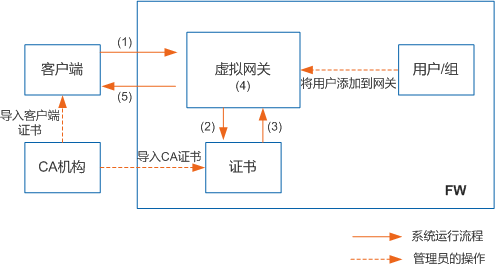 (1)
客户端
虚拟网关
(4)
用户/组
(5)
将用户添加到网关
导入客户端
证书
(2)
(3)
导入CA证书
CA机构
证书
FW
系统运行流程
管理员的操作